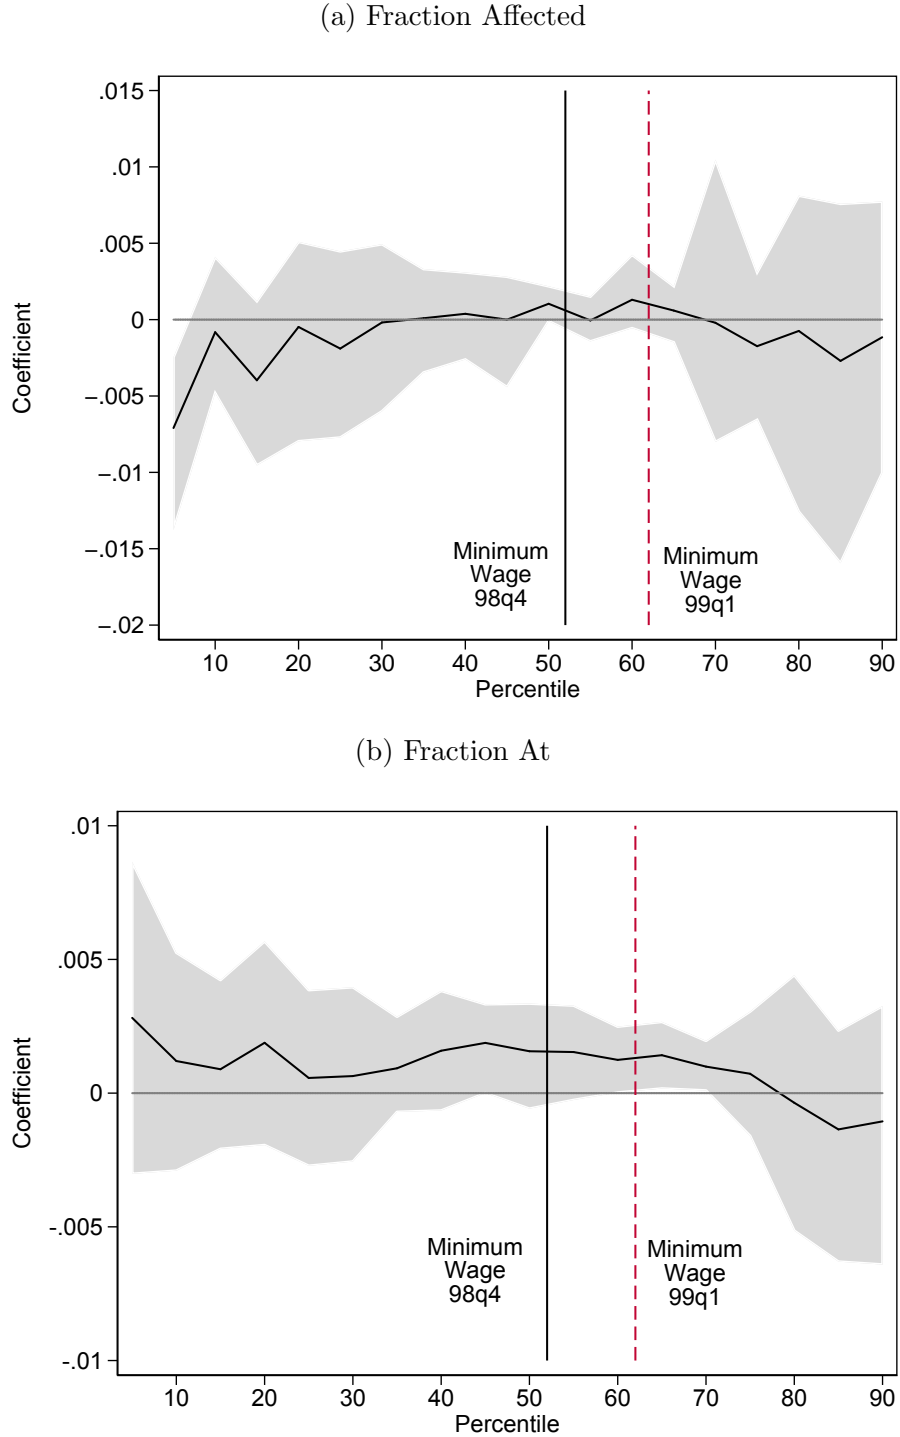 (a) Fraction Affected
.015
.01
.005
0
−.005
−.01
−.015
−.02
Coefficient
Minimum
Wage
98q4
Minimum
Wage
99q1
10 20 30 40 50 60 70 80 90
Percentile
(b) Fraction At
.01
.005
0
-.005
-.01
Coefficient
Minimum
Wage
98q4
Minimum
Wage
99q1
10 20 30 40 50 60 70 80 90
Percentile